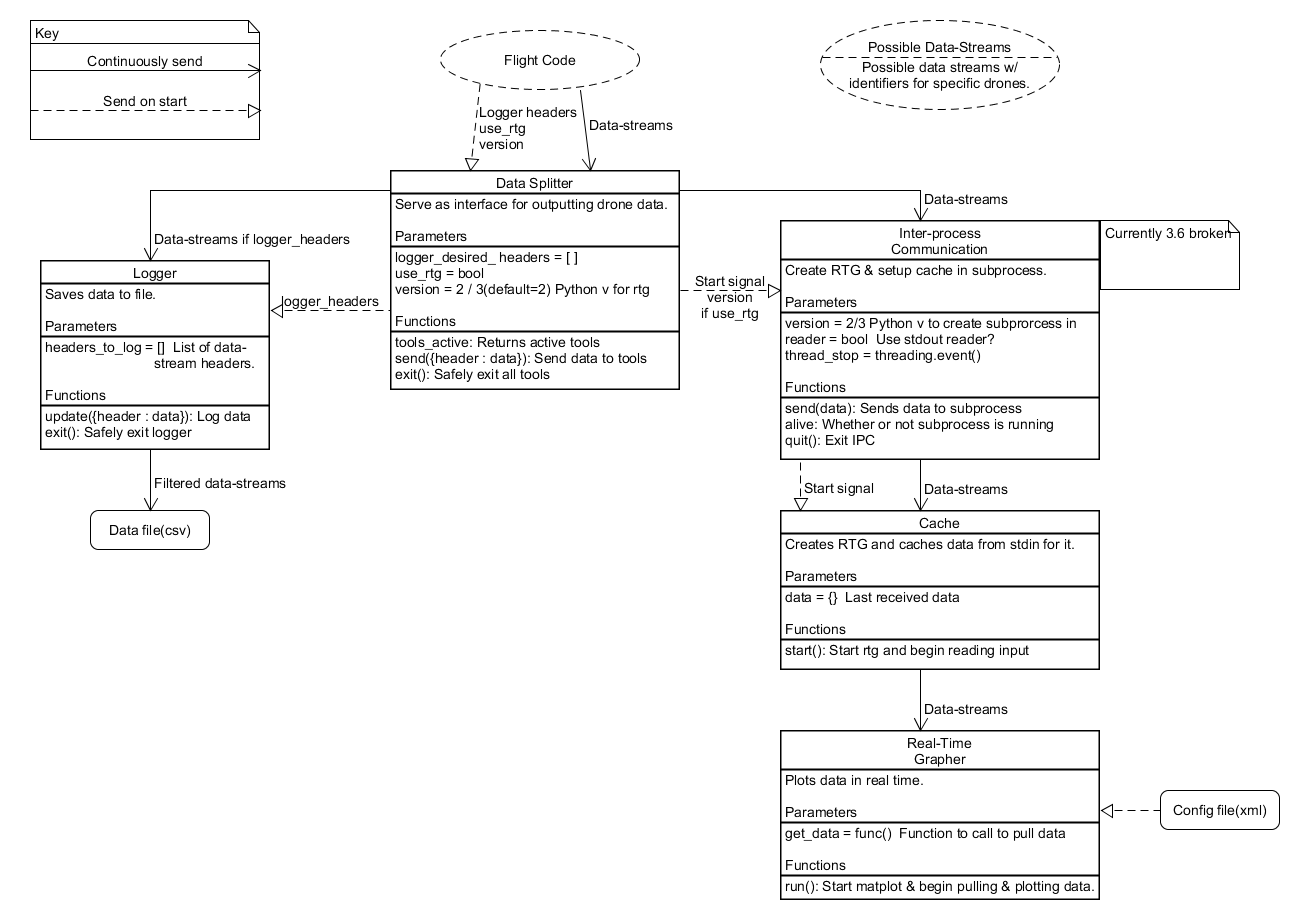 Key
Continuously send
Send on start
Flight Code
Possible Data-Streams
Possible data streams w/
identifiers for specific drones.
Logger headers
use_rtg
version
Data-streams
Data Splitter
Serve as interface for outputting drone data.
Parameters
logger_desired_ headers = [ ]
use_rtg = bool
version = 2 / 3(default=2) Python v for rtg
Functions
tools_active: Returns active tools
send({header : data}): Send data to tools
exit(): Safely exit all tools
Data-streams if logger_headers
logger_headers
Logger
Saves data to file.
Parameters
headers_to_log = []  List of data-
stream headers.
Functions
update({header : data}): Log data
exit(): Safely exit logger
Filtered data-streams
Data file(csv)
Data-streams
Start signal
version
if use_rtg
Inter-process
Communication
Create RTG & setup cache in subprocess.
Parameters
version = 2/3 Python v to create subprorcess in
reader = bool  Use stdout reader?
thread_stop = threading.event()
Functions
send(data): Sends data to subprocess
alive: Whether or not subprocess is running
quit(): Exit IPC
Currently 3.6 broken
Start signal
Data-streams
Cache
Creates RTG and caches data from stdin for it.
Parameters
data = {}  Last received data
Functions
start(): Start rtg and begin reading input
Data-streams
Real-Time
Grapher
Plots data in real time.
Parameters
get_data = func()  Function to call to pull data
Functions
run(): Start matplot & begin pulling & plotting data.
Config file(xml)